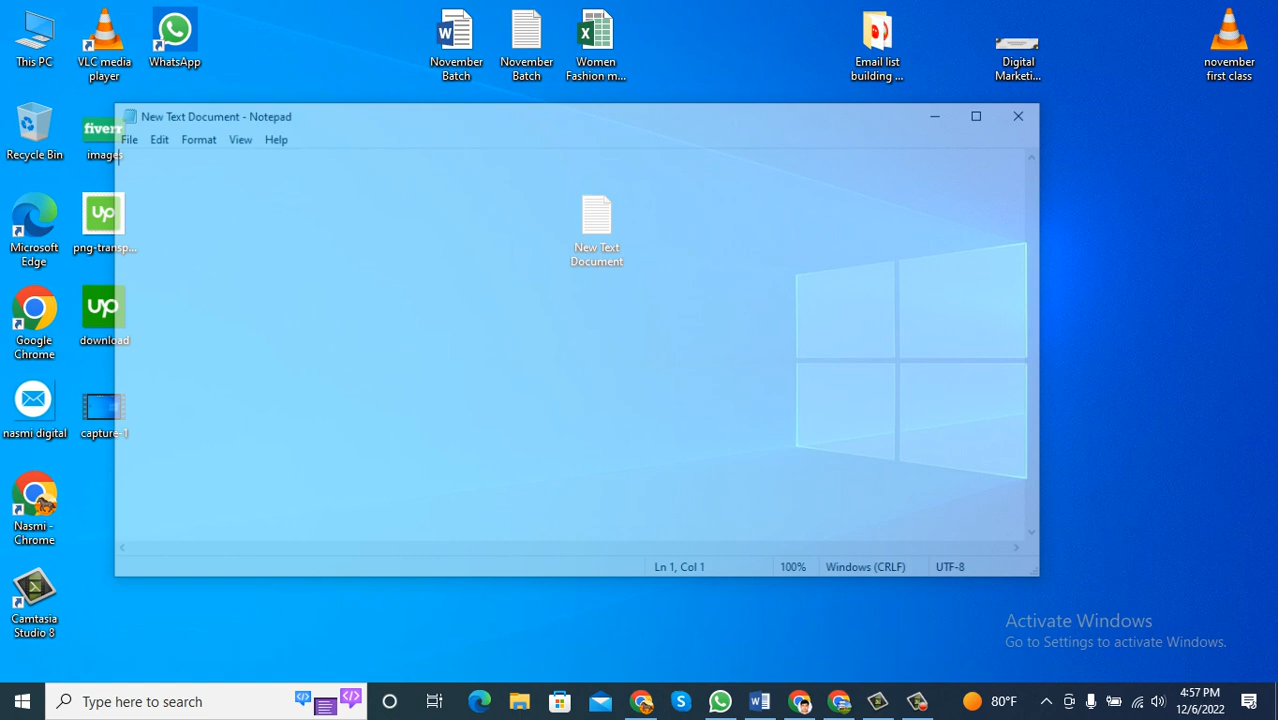 This PC
VLC media
player
WhatsApp
November
Batch
November
Batch
Women
Fashion m...
Email list
building ...
Digital
Marketi...
november
first class
New Text Document - Notepad
File Edit Format View Help
Recycle Bin
fiverr
images
up
Microsoft
Edge
png-transp...
New Text
Document
up
Google
Chrome
download
nasmi digital
capture-1
Nasmi -
Chrome
Ln 1, Col 1
100%
Windows (CRLF)
UTF-8
Camtasia
Studio 8
Activate Windows
Go to Settings to activate Windows.
Type here to search
80°F
4:57 PM
12/6/2022